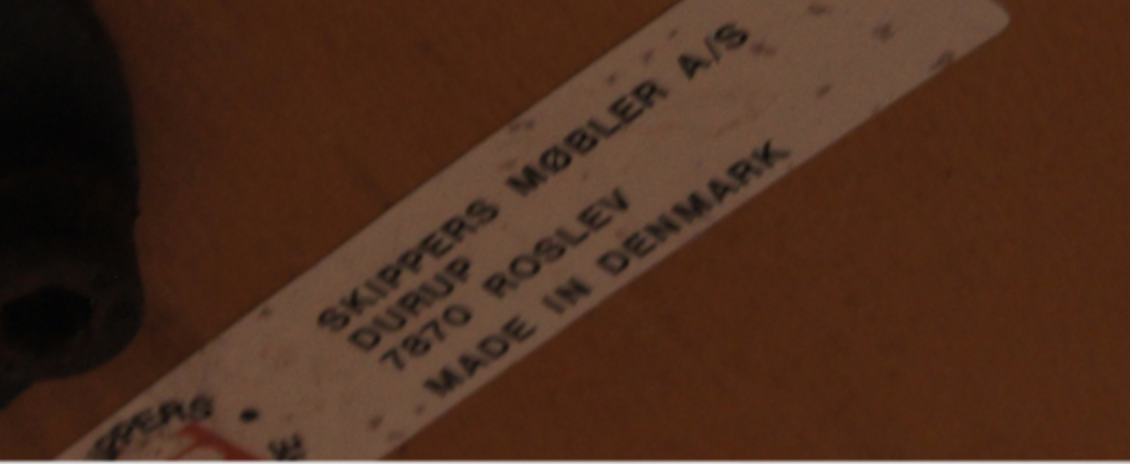 SKIPPERS MØBLER A/S
DURUP
7870 ROSLEV
MADE IN DENMARK